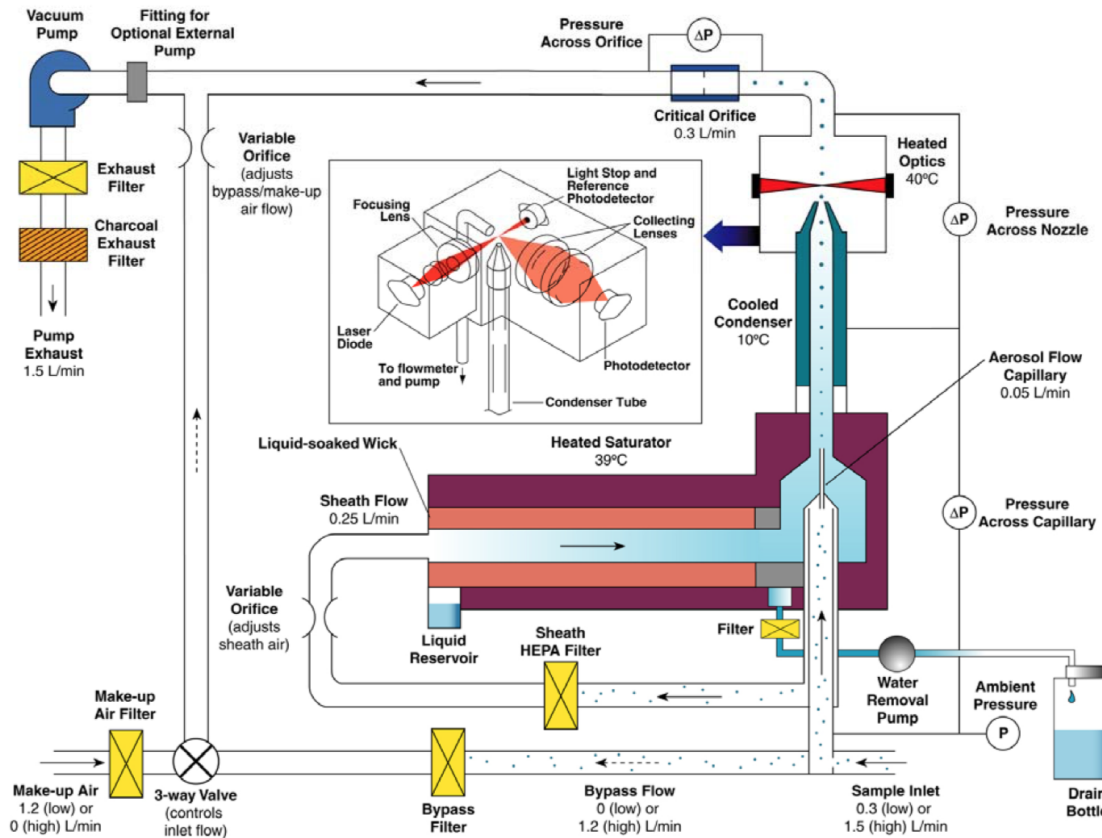 Vacuum
Pump
Fitting for
Optional External
Pump
Pressure
Across Orifice
ΔP
Critical Orifice
0.3 L/min
Variable
Orifice
(adjusts
bypass/make-up
air flow)
Exhaust
Filter
Charcoal
Exhaust
Filter
Pump
Exhaust
1.5 L/min
Light Stop and
Reference
Photodetector
Focusing
Lens
Collecting
Lenses
Laser
Diode
Photodetector
To flowmeter
and pump
Condenser Tube
Heated
Optics
40ºC
ΔP
Pressure
Across Nozzle
Cooled
Condenser
10ºC
Aerosol Flow
Capillary
0.05 L/min
Liquid-soaked Wick
Heated Saturator
39ºC
Sheath Flow
0.25 L/min
ΔP
Pressure
Across Capillary
Variable
Orifice
(adjusts
sheath air)
Liquid
Reservoir
Sheath
HEPA Filter
Filter
Water
Removal
Pump
Ambient
Pressure
P
Make-up
Air Filter
Make-up Air
1.2 (low) or
0 (high) L/min
3-way Valve
(controls
inlet flow)
Bypass
Filter
Bypass Flow
0 (low) or
1.2 (high) L/min
Sample Inlet
0.3 (low) or
1.5 (high) L/min
Drain
Bottle